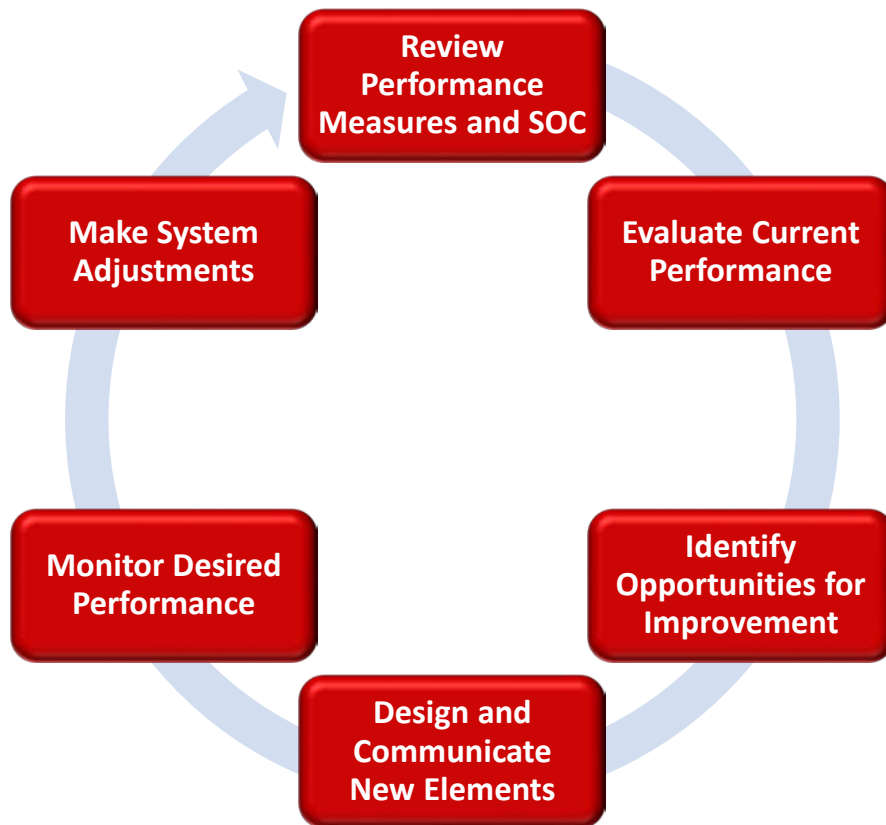 Review
Performance
Measures and SOC
Evaluate Current
Performance
Identify
Opportunities for
Improvement
Design and
Communicate
New Elements
Monitor Desired
Performance
Make System
Adjustments